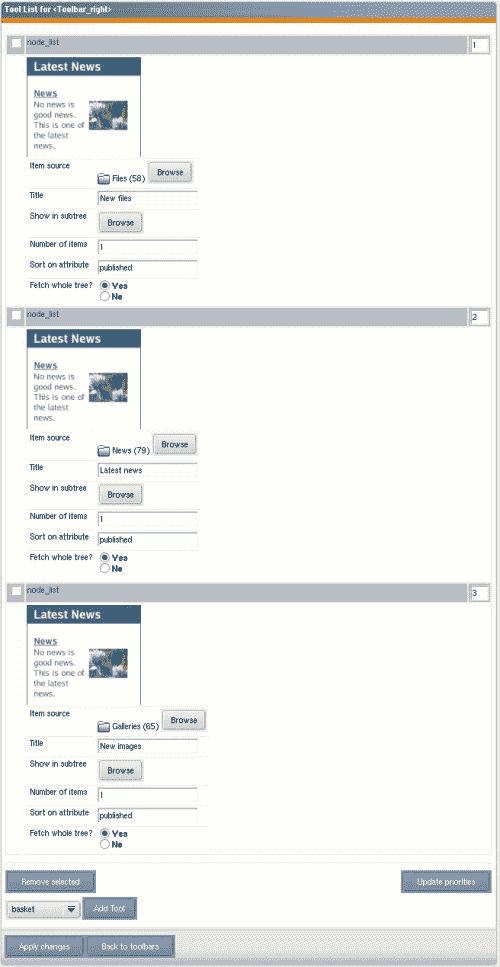 Tool List for <Toolbar_right>
node_list 1
Latest News
News
No news is
good news.
This is one of
the latest
news.
Item source Files (58) Browse
Title New files
Show in subtree Browse
Number of items 1
Sort on attribute published
Fetch whole tree? Yes
No
node_list 2
Latest News
News
No news is
good news.
This is one of
the latest
news.
Item source News (79) Browse
Title Latest news
Show in subtree Browse
Number of items 1
Sort on attribute published
Fetch whole tree? Yes
No
node_list 3
Latest News
News
No news is
good news.
This is one of
the latest
news.
Item source Galleries (65) Browse
Title New images
Show in subtree Browse
Number of items 1
Sort on attribute published
Fetch whole tree? Yes
No
Remove selected Update priorities
basket Add Tool
Apply changes Back to toolbars